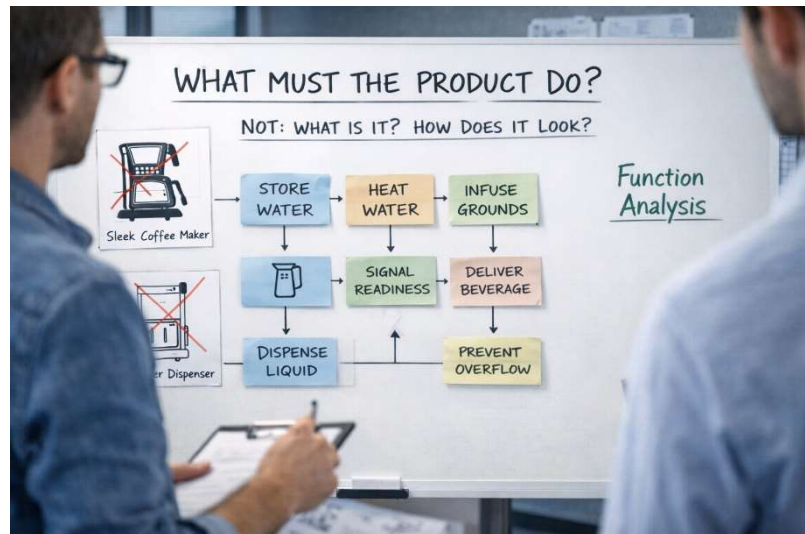 WHAT MUST THE PRODUCT DO?
NOT: WHAT IS IT? HOW DOES IT LOOK?
Sleek Coffee Maker
STORE
WATER
HEAT
WATER
INFUSE
GROUNDS
Function
Analysis
SIGNAL
READINESS
DELIVER
BEVERAGE
Dispenser
DISPENSE
LIQUID
PREVENT
OVERFLOW